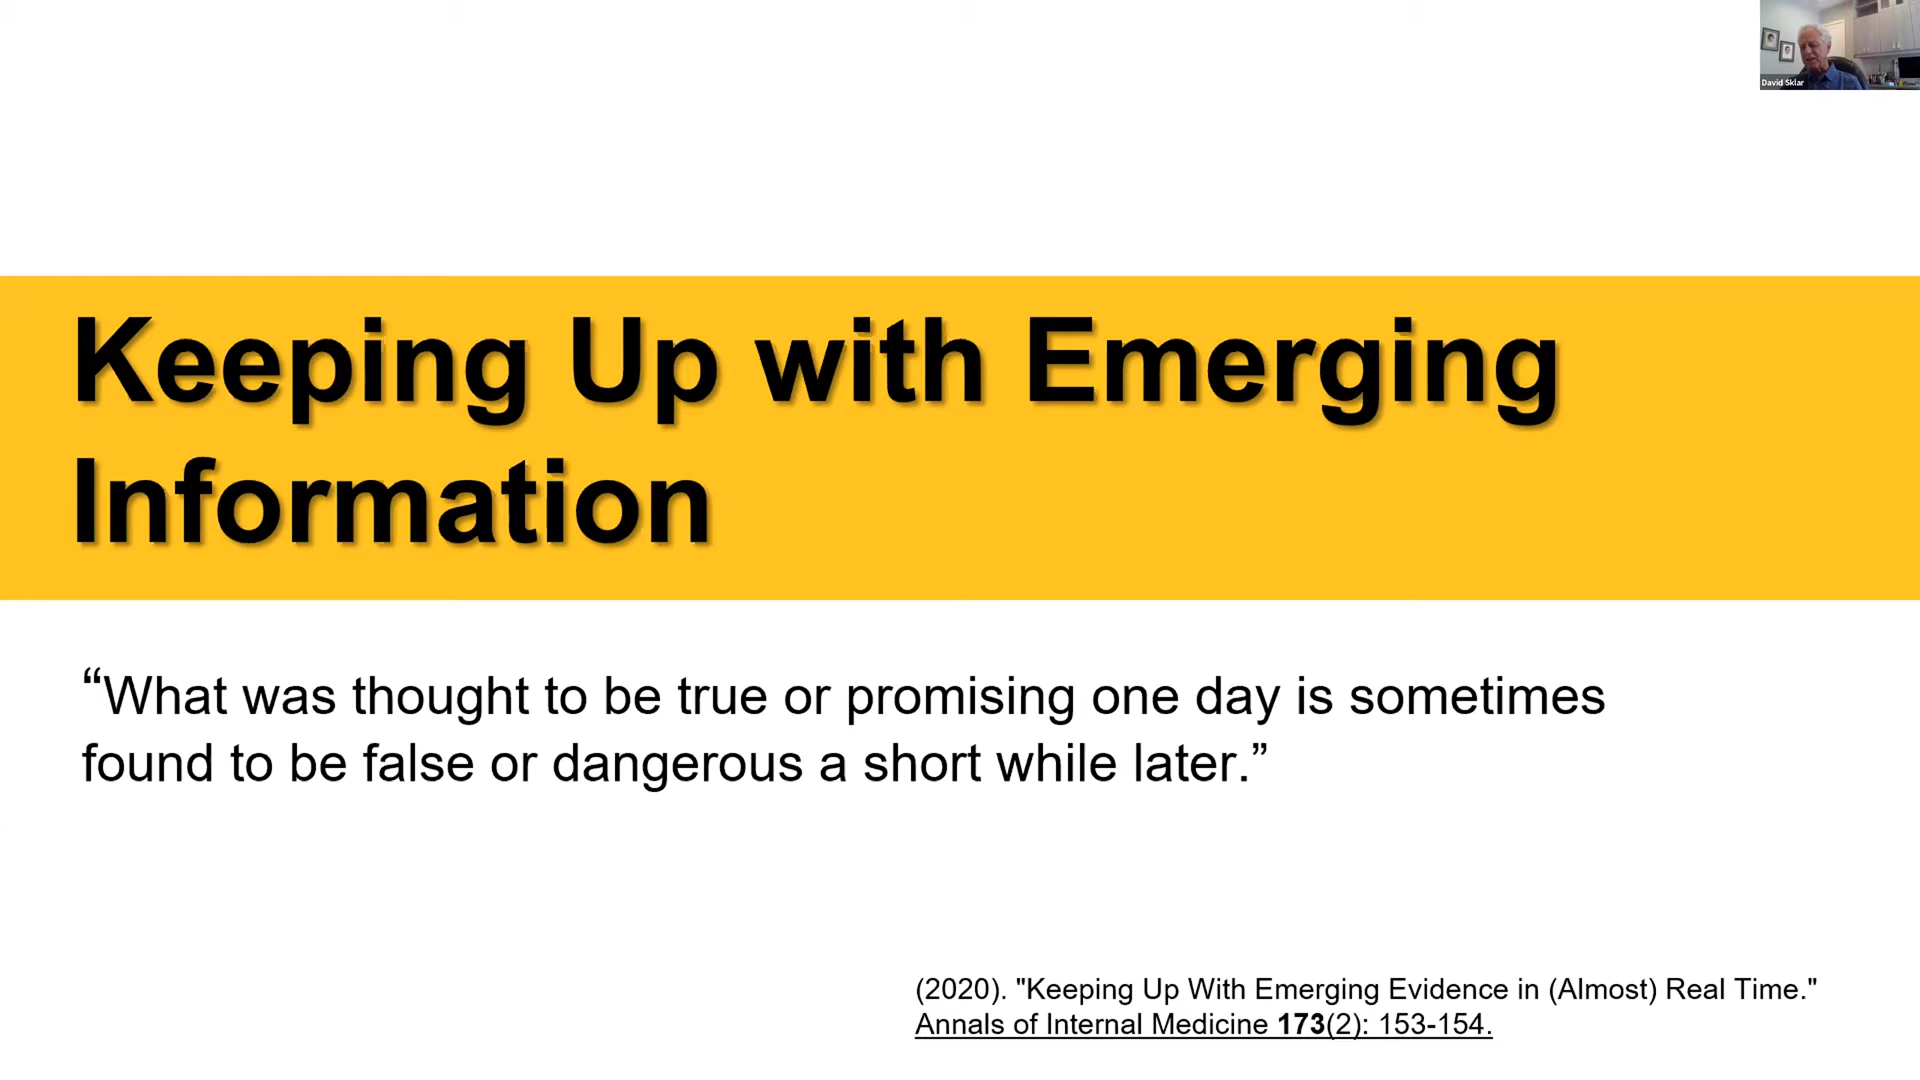 David Sklar
Keeping Up with Emerging
Information
“What was thought to be true or promising one day is sometimes
found to be false or dangerous a short while later.”
(2020). "Keeping Up With Emerging Evidence in (Almost) Real Time."
Annals of Internal Medicine 173(2): 153-154.